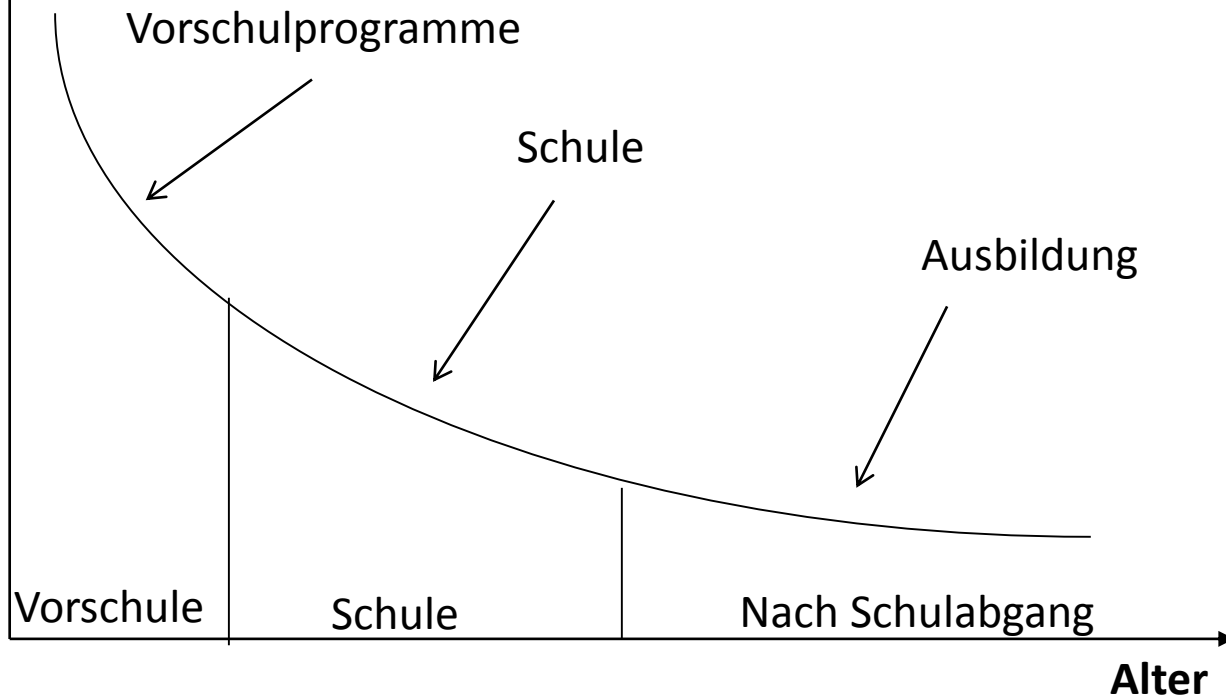 Vorschulprogramme
Schule
Ausbildung
Vorschule
Schule
Nach Schulabgang
Alter